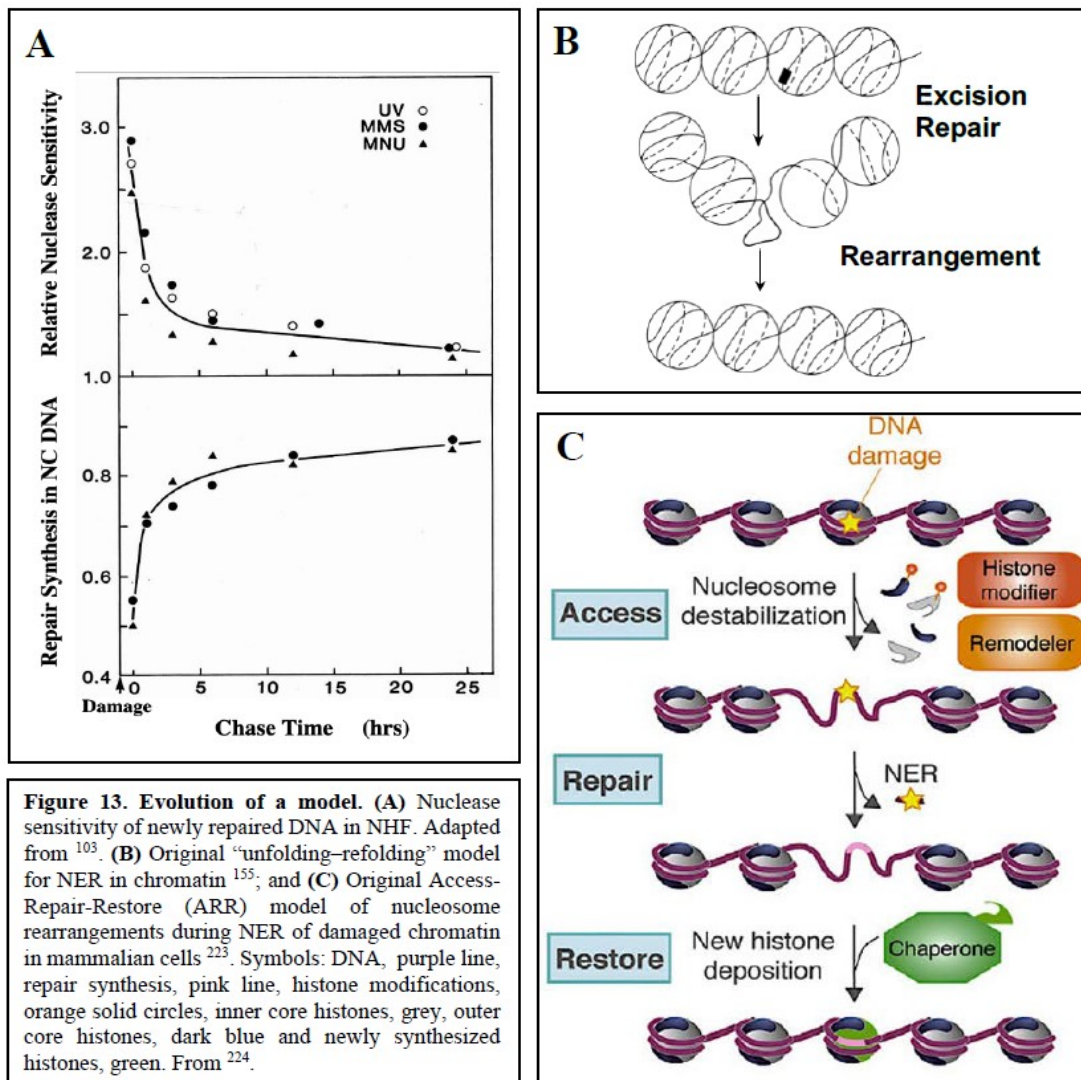 A
UV ○
MMS ●
MNU ▲
Relative Nuclease Sensitivity
3.0
2.0
1.0
Repair Synthesis in NC DNA
0.8
0.6
0.4
0 5 10 15 20 25
Damage
Chase Time (hrs)
Figure 13. Evolution of a model. (A) Nuclease
sensitivity of newly repaired DNA in NHF. Adapted
from 103. (B) Original “unfolding–refolding” model
for NER in chromatin 155; and (C) Original Access-
Repair-Restore (ARR) model of nucleosome
rearrangements during NER of damaged chromatin
in mammalian cells 223. Symbols: DNA, purple line,
repair synthesis, pink line, histone modifications,
orange solid circles, inner core histones, grey, outer
core histones, dark blue and newly synthesized
histones, green. From 224.
B
Excision
Repair
Rearrangement
C
DNA
damage
Access
Nucleosome
destabilization
Histone
modifier
Remodeler
Repair
NER
Restore
New histone
deposition
Chaperone